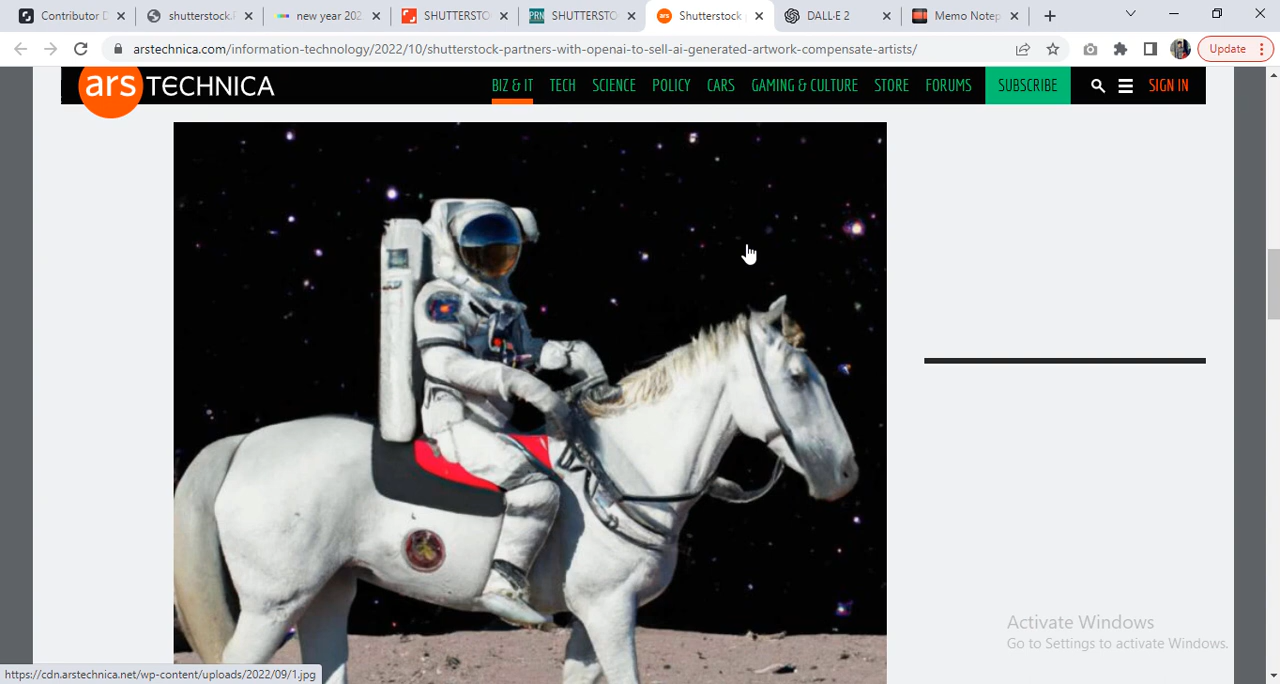 Contributor D
shutterstock.
new year 202
SHUTTERSTO
SHUTTERSTO
Shutterstock
DALL·E 2
Memo Notep
arstechnica.com/information-technology/2022/10/shutterstock-partners-with-openai-to-sell-ai-generated-artwork-compensate-artists/
Update
ars TECHNICA
BIZ & IT TECH SCIENCE POLICY CARS GAMING & CULTURE STORE FORUMS SUBSCRIBE SIGN IN
Activate Windows
Go to Settings to activate Windows.
https://cdn.arstechnica.net/wp-content/uploads/2022/09/1.jpg